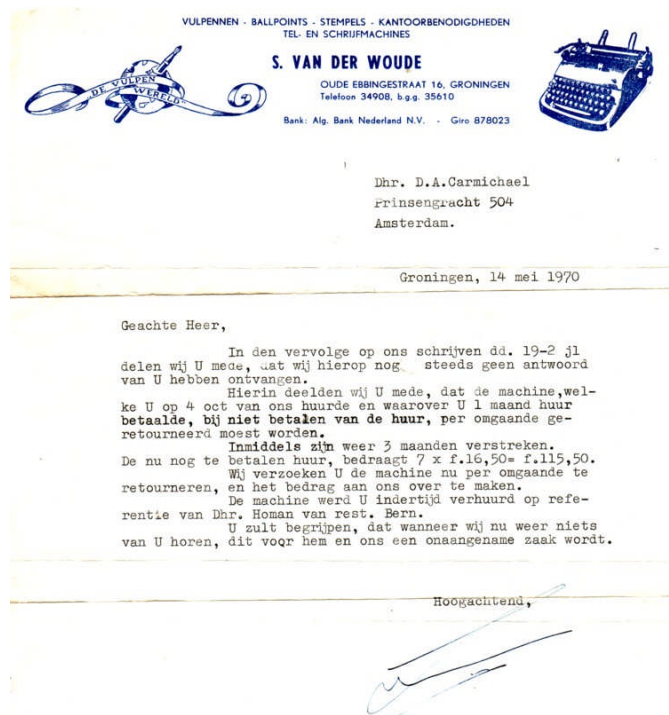 VULPENNEN - BALLPOINTS - STEMPELS - KANTOORBENODIGDHEDEN
TEL- EN SCHRIJFMACHINES
"DE VULPEN WERELD"
S. VAN DER WOUDE
OUDE EBBINGESTRAAT 16, GRONINGEN
Telefoon 34908, b.g.g. 35610
Bank: Alg. Bank Nederland N.V. - Giro 878023
Dhr. D.A.Carmichael
Prinsengracht 504
Amsterdam.
Groningen, 14 mei 1970
Geachte Heer,
In den vervolge op ons schrijven dd. 19-2 jl
delen wij U mede, dat wij hierop nog steeds geen antwoord
van U hebben ontvangen.
Hierin deelden wij U mede, dat de machine,wel-
ke U op 4 oct van ons huurde en waarover U 1 maand huur
betaalde, bij niet betalen van de huur, per omgaande ge-
retourneerd moest worden.
Inmiddels zijn weer 3 maanden verstreken.
De nu nog te betalen huur, bedraagt 7 x f.16,50= f.115,50.
Wij verzoeken U de machine nu per omgaande te
retourneren, en het bedrag aan ons over te maken.
De machine werd U indertijd verhuurd op refe-
rentie van Dhr. Homan van rest. Bern.
U zult begrijpen, dat wanneer wij nu weer niets
van U horen, dit voor hem en ons een onaangename zaak wordt.
Hoogachtend,